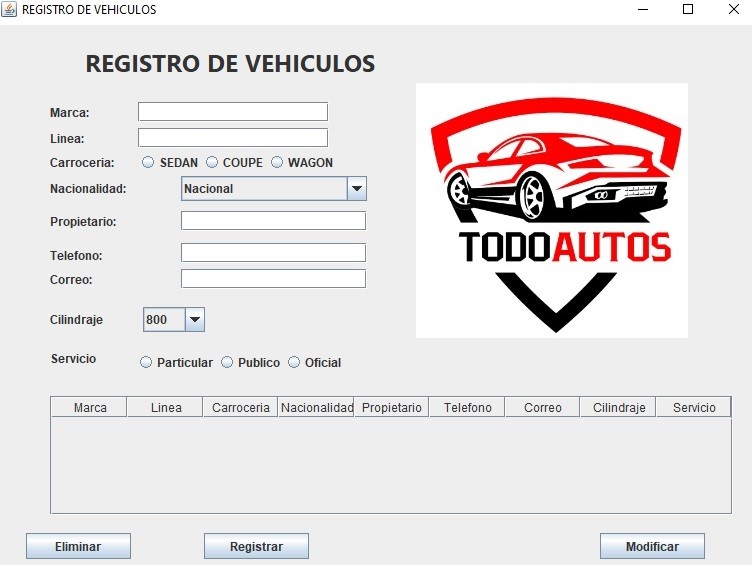 REGISTRO DE VEHICULOS
REGISTRO DE VEHICULOS
Marca:
Linea:
Carroceria: SEDAN COUPE WAGON
Nacionalidad: Nacional
Propietario:
TODOAUTOS
Telefono:
Correo:
Cilindraje 800
Servicio Particular Publico Oficial
Marca Linea Carroceria Nacionalidad Propietario Telefono Correo Cilindraje Servicio
Eliminar Registrar Modificar